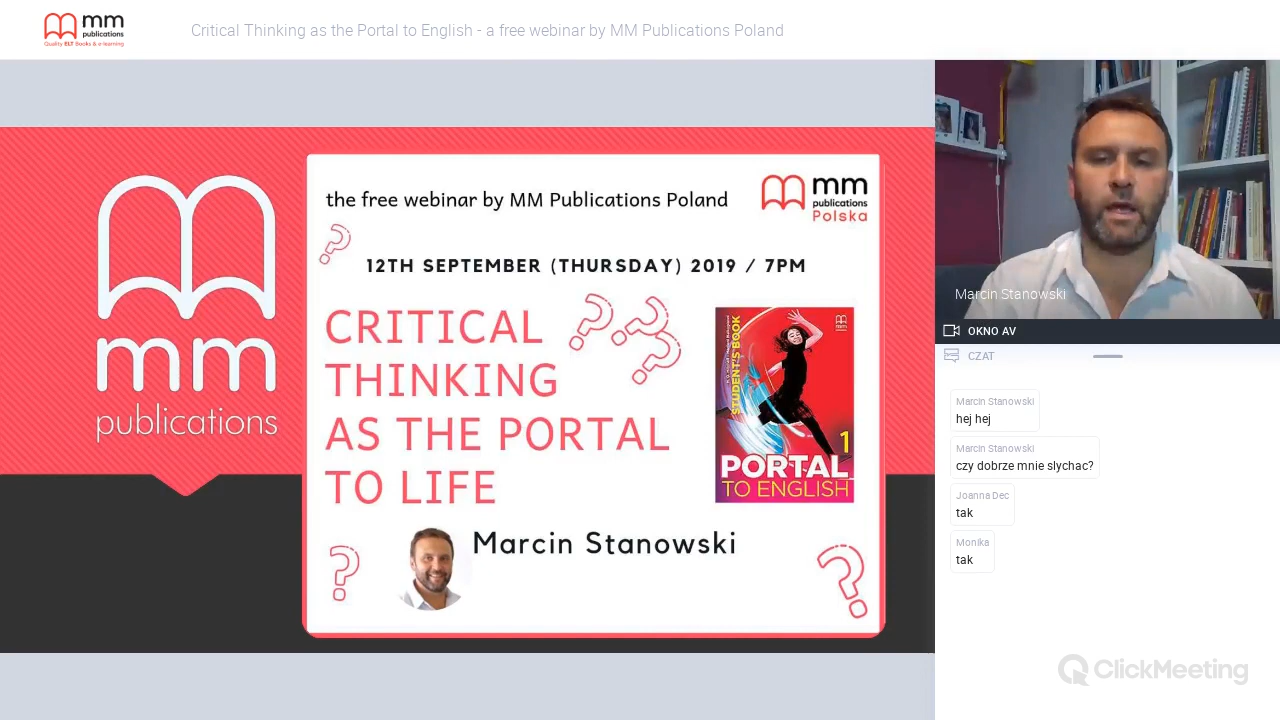 mm
publications
Quality ELT Books & e-learning
Critical Thinking as the Portal to English - a free webinar by MM Publications Poland
mm
publications
the free webinar by MM Publications Poland
mm
publications
Polska
12TH SEPTEMBER (THURSDAY) 2019 / 7PM
CRITICAL
THINKING
AS THE PORTAL
TO LIFE
STUDENT'S BOOK
1
PORTAL
TO ENGLISH
Marcin Stanowski
Marcin Stanowski
OKNO AV
CZAT
Marcin Stanowski
hej hej
Marcin Stanowski
czy dobrze mnie slychac?
Joanna Dec
tak
Monika
tak
ClickMeeting